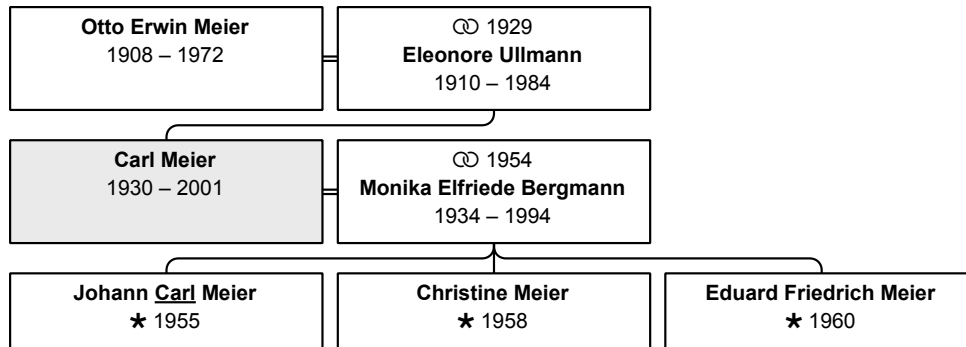 Otto Erwin Meier
1908 – 1972
⚭ 1929
Eleonore Ullmann
1910 – 1984
Carl Meier
1930 – 2001
⚭ 1954
Monika Elfriede Bergmann
1934 – 1994
Johann Carl Meier
* 1955
Christine Meier
* 1958
Eduard Friedrich Meier
* 1960